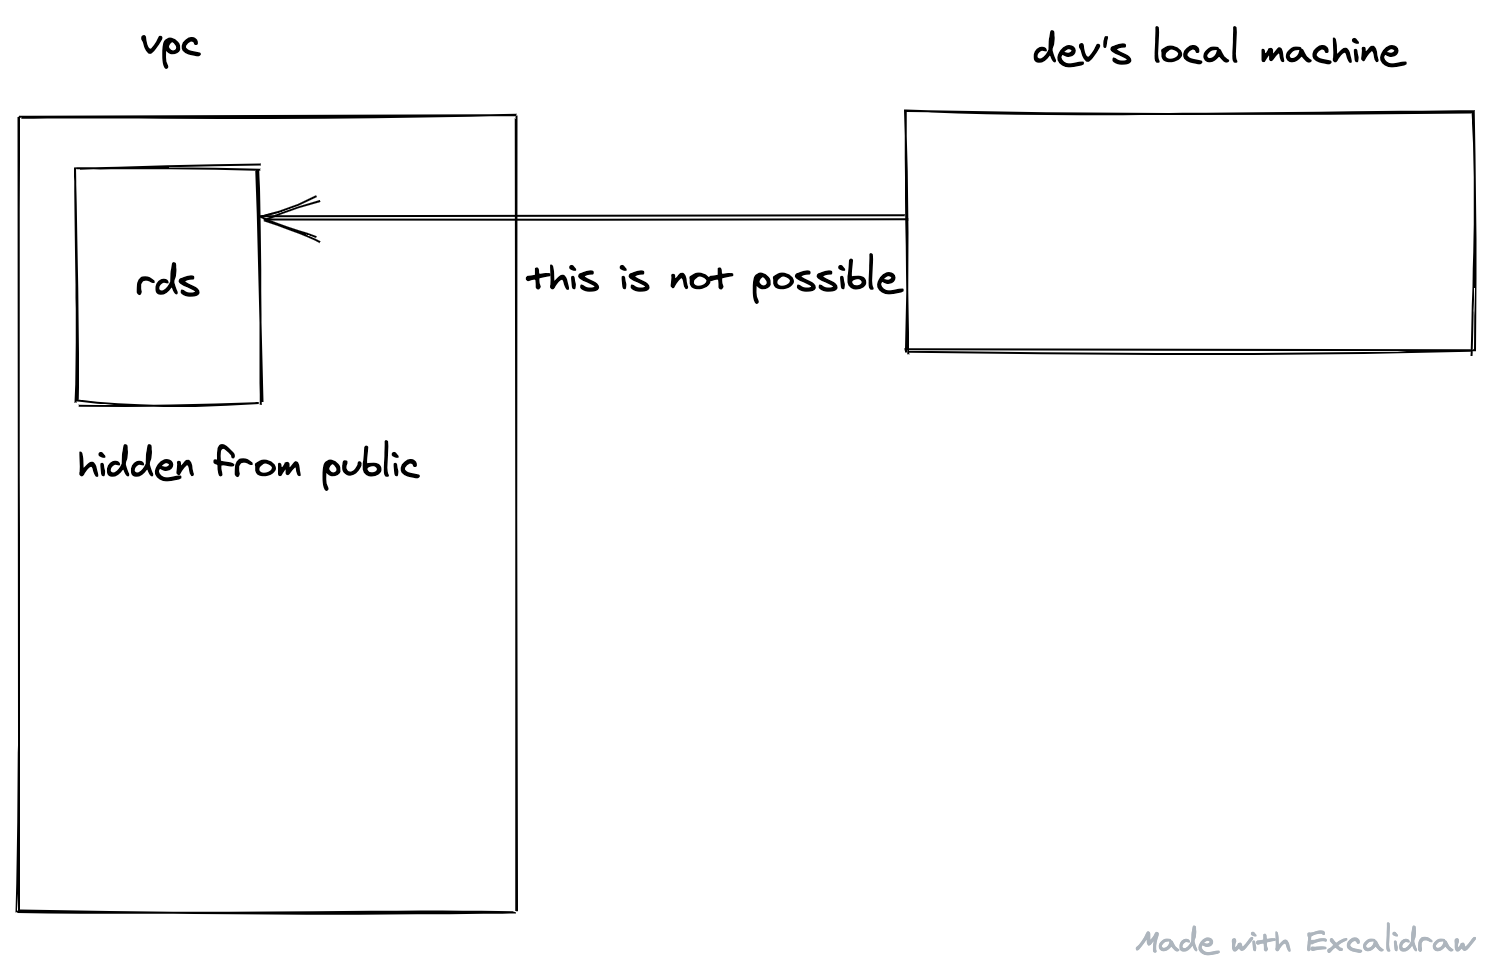 vpc
dev's local machine
rds
this is not possible
hidden from public
Made with Excalidraw